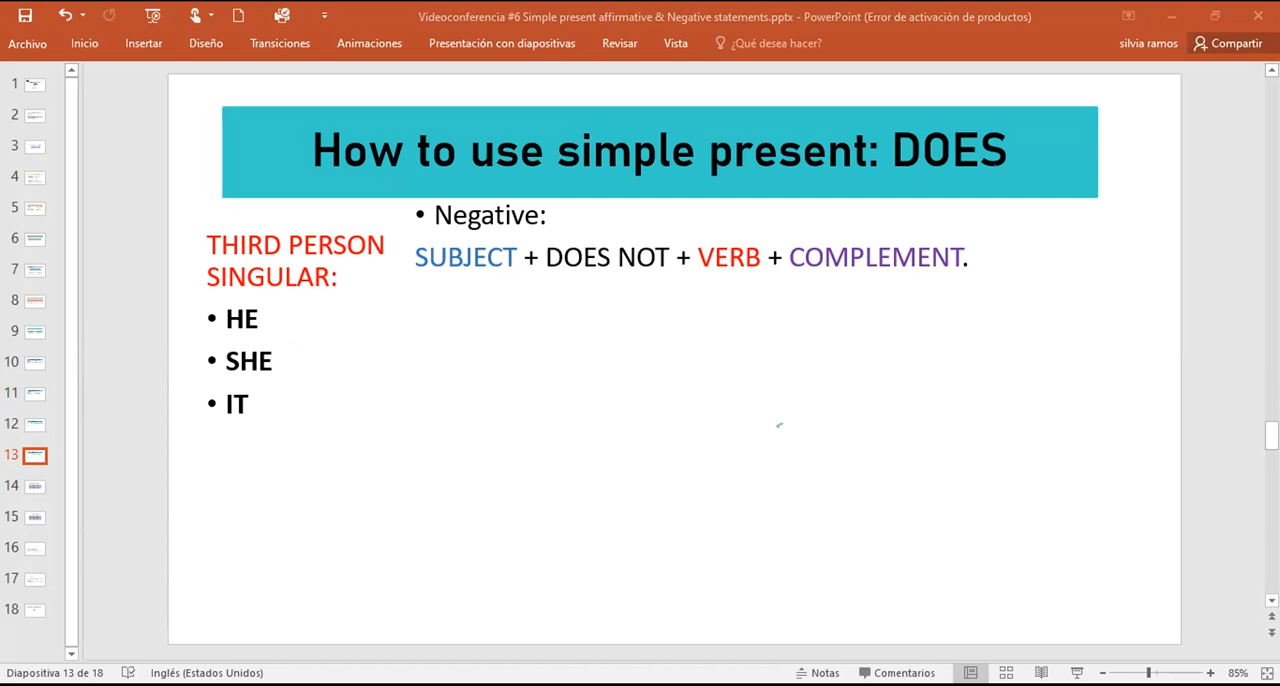 Videoconferencia #6 Simple present affirmative & Negative statements.pptx - PowerPoint (Error de activación de productos)
Archivo Inicio Insertar Diseño Transiciones Animaciones Presentación con diapositivas Revisar Vista ¿Qué desea hacer? silvia ramos Compartir
1
2
3
4
5
6
7
8
9
10
11
12
13
14
15
16
17
18
How to use simple present: DOES
• Negative:
SUBJECT + DOES NOT + VERB + COMPLEMENT.
THIRD PERSON
SINGULAR:
• HE
• SHE
• IT
Diapositiva 13 de 18 Inglés (Estados Unidos) Notas Comentarios 85%